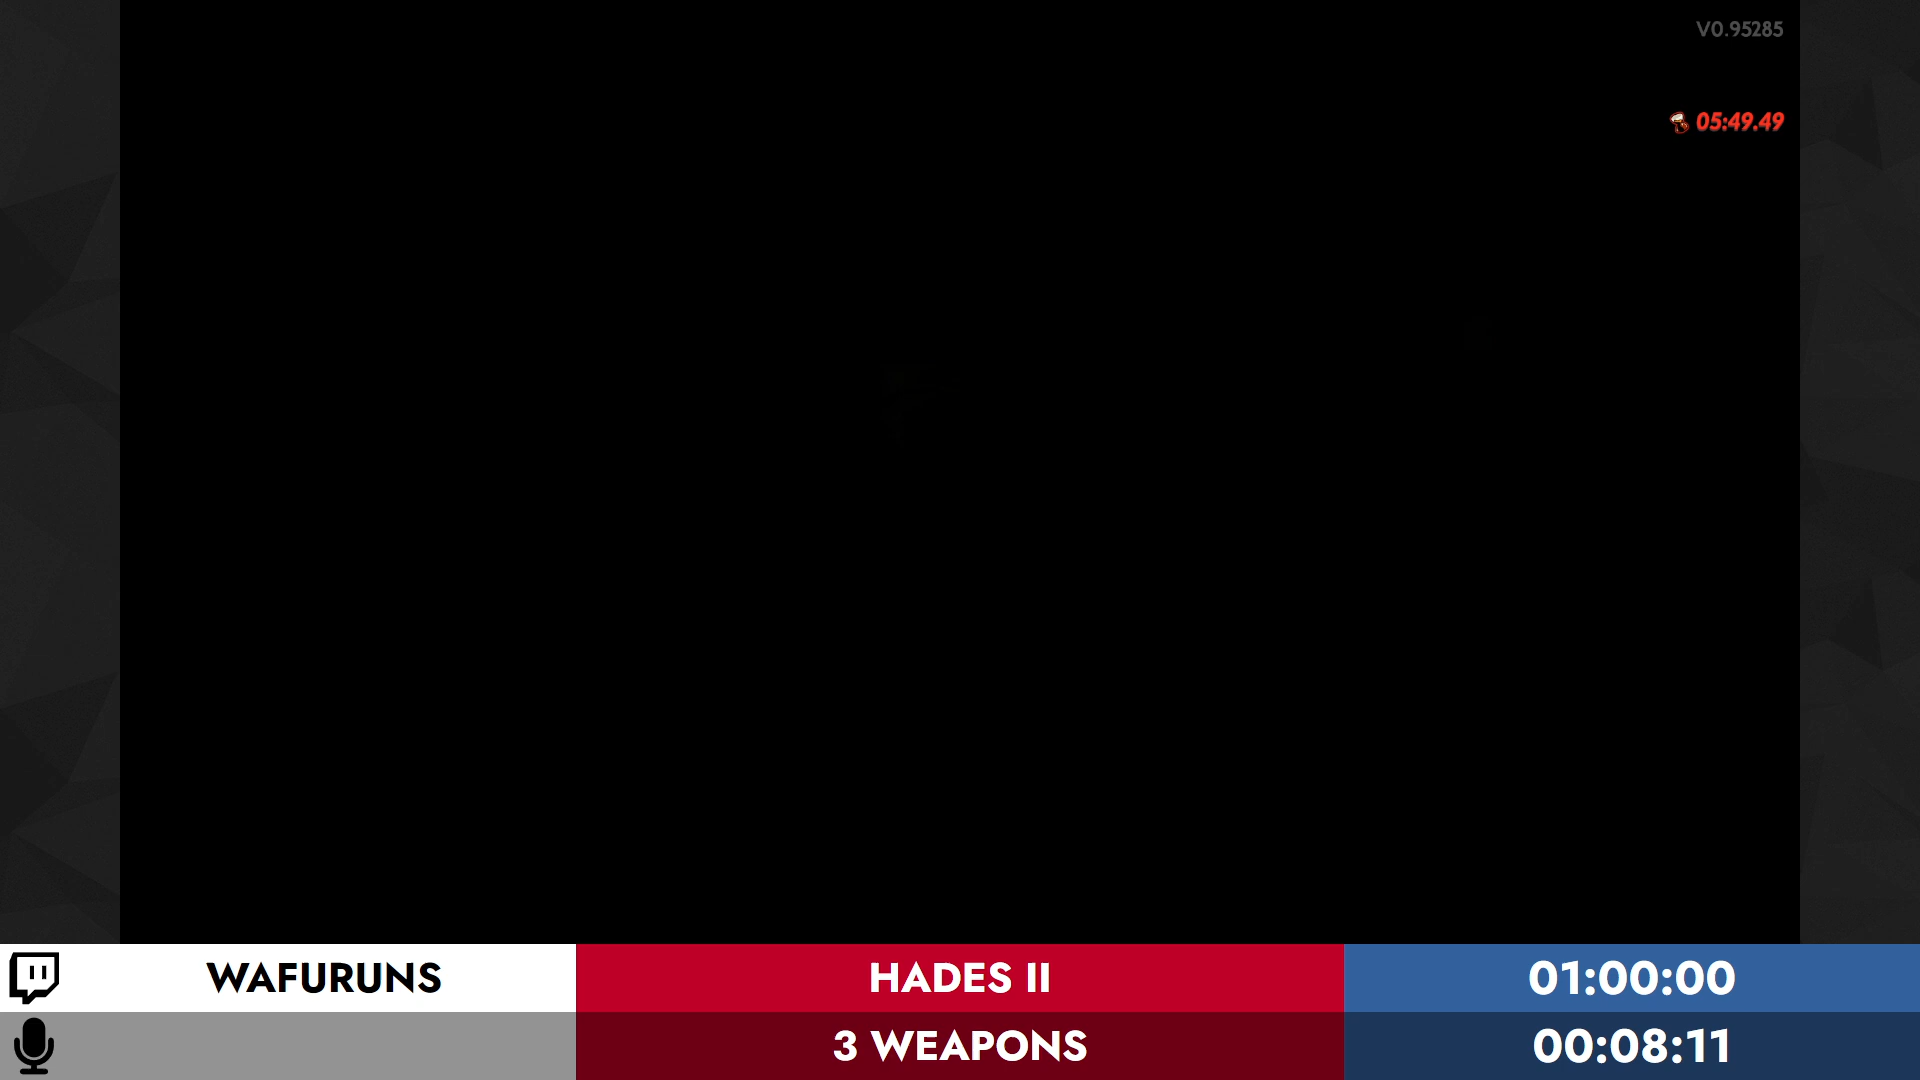 V0.95285
05:49.49
WAFURUNS
HADES II
01:00:00
3 WEAPONS
00:08:11